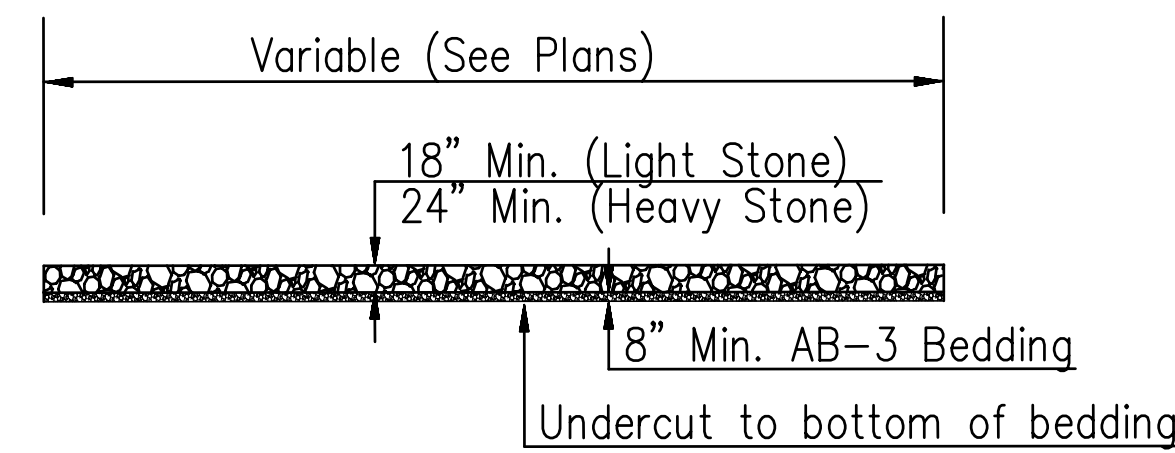 Variable (See Plans)
18” Min. (Light Stone)
24” Min. (Heavy Stone)
8” Min. AB-3 Bedding
Undercut to bottom of bedding